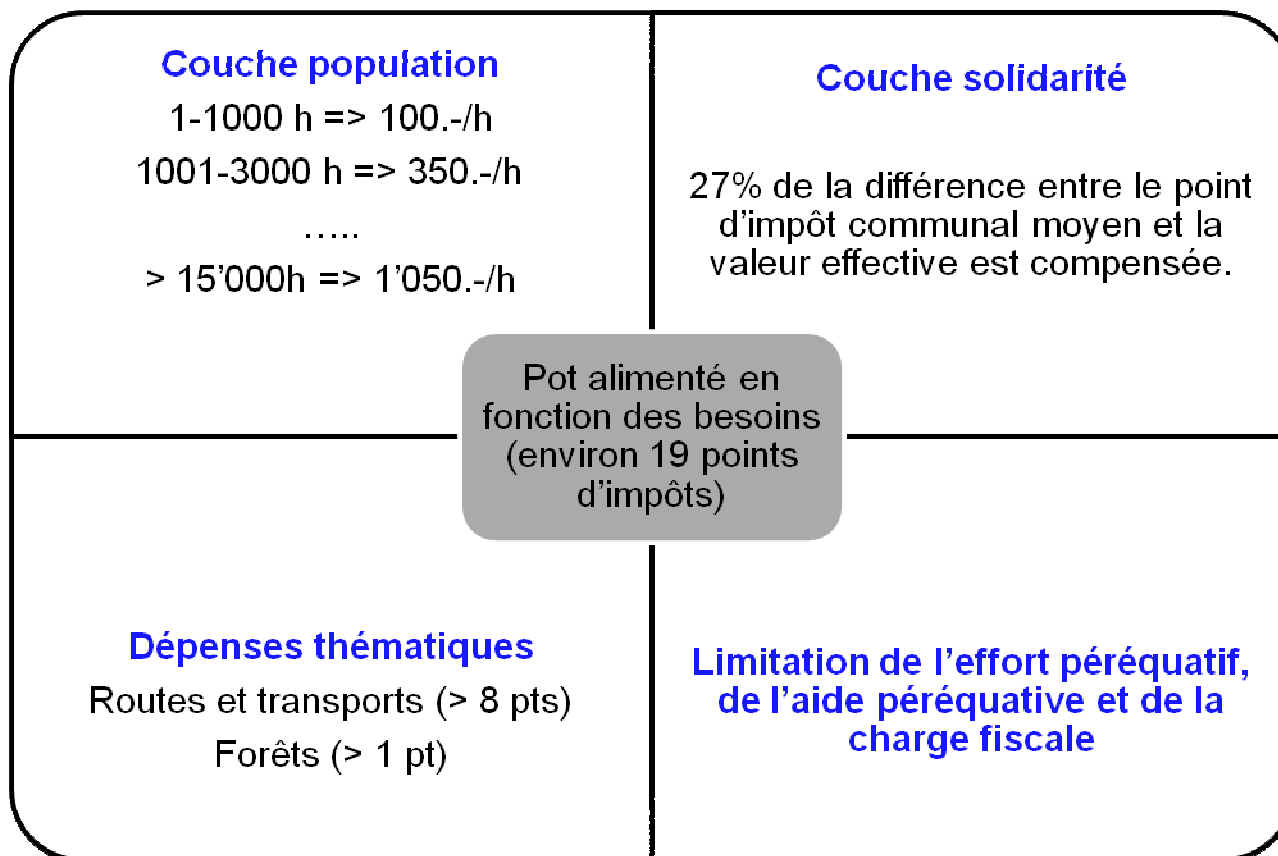 Couche population
1-1000 h => 100.-/h
1001-3000 h => 350.-/h
.....
> 15’000h => 1’050.-/h
Couche solidarité
27% de la différence entre le point
d’impôt communal moyen et la
valeur effective est compensée.
Pot alimenté en
fonction des besoins
(environ 19 points
d’impôts)
Dépenses thématiques
Routes et transports (> 8 pts)
Forêts (> 1 pt)
Limitation de l’effort péréquatif,
de l’aide péréquative et de la
charge fiscale